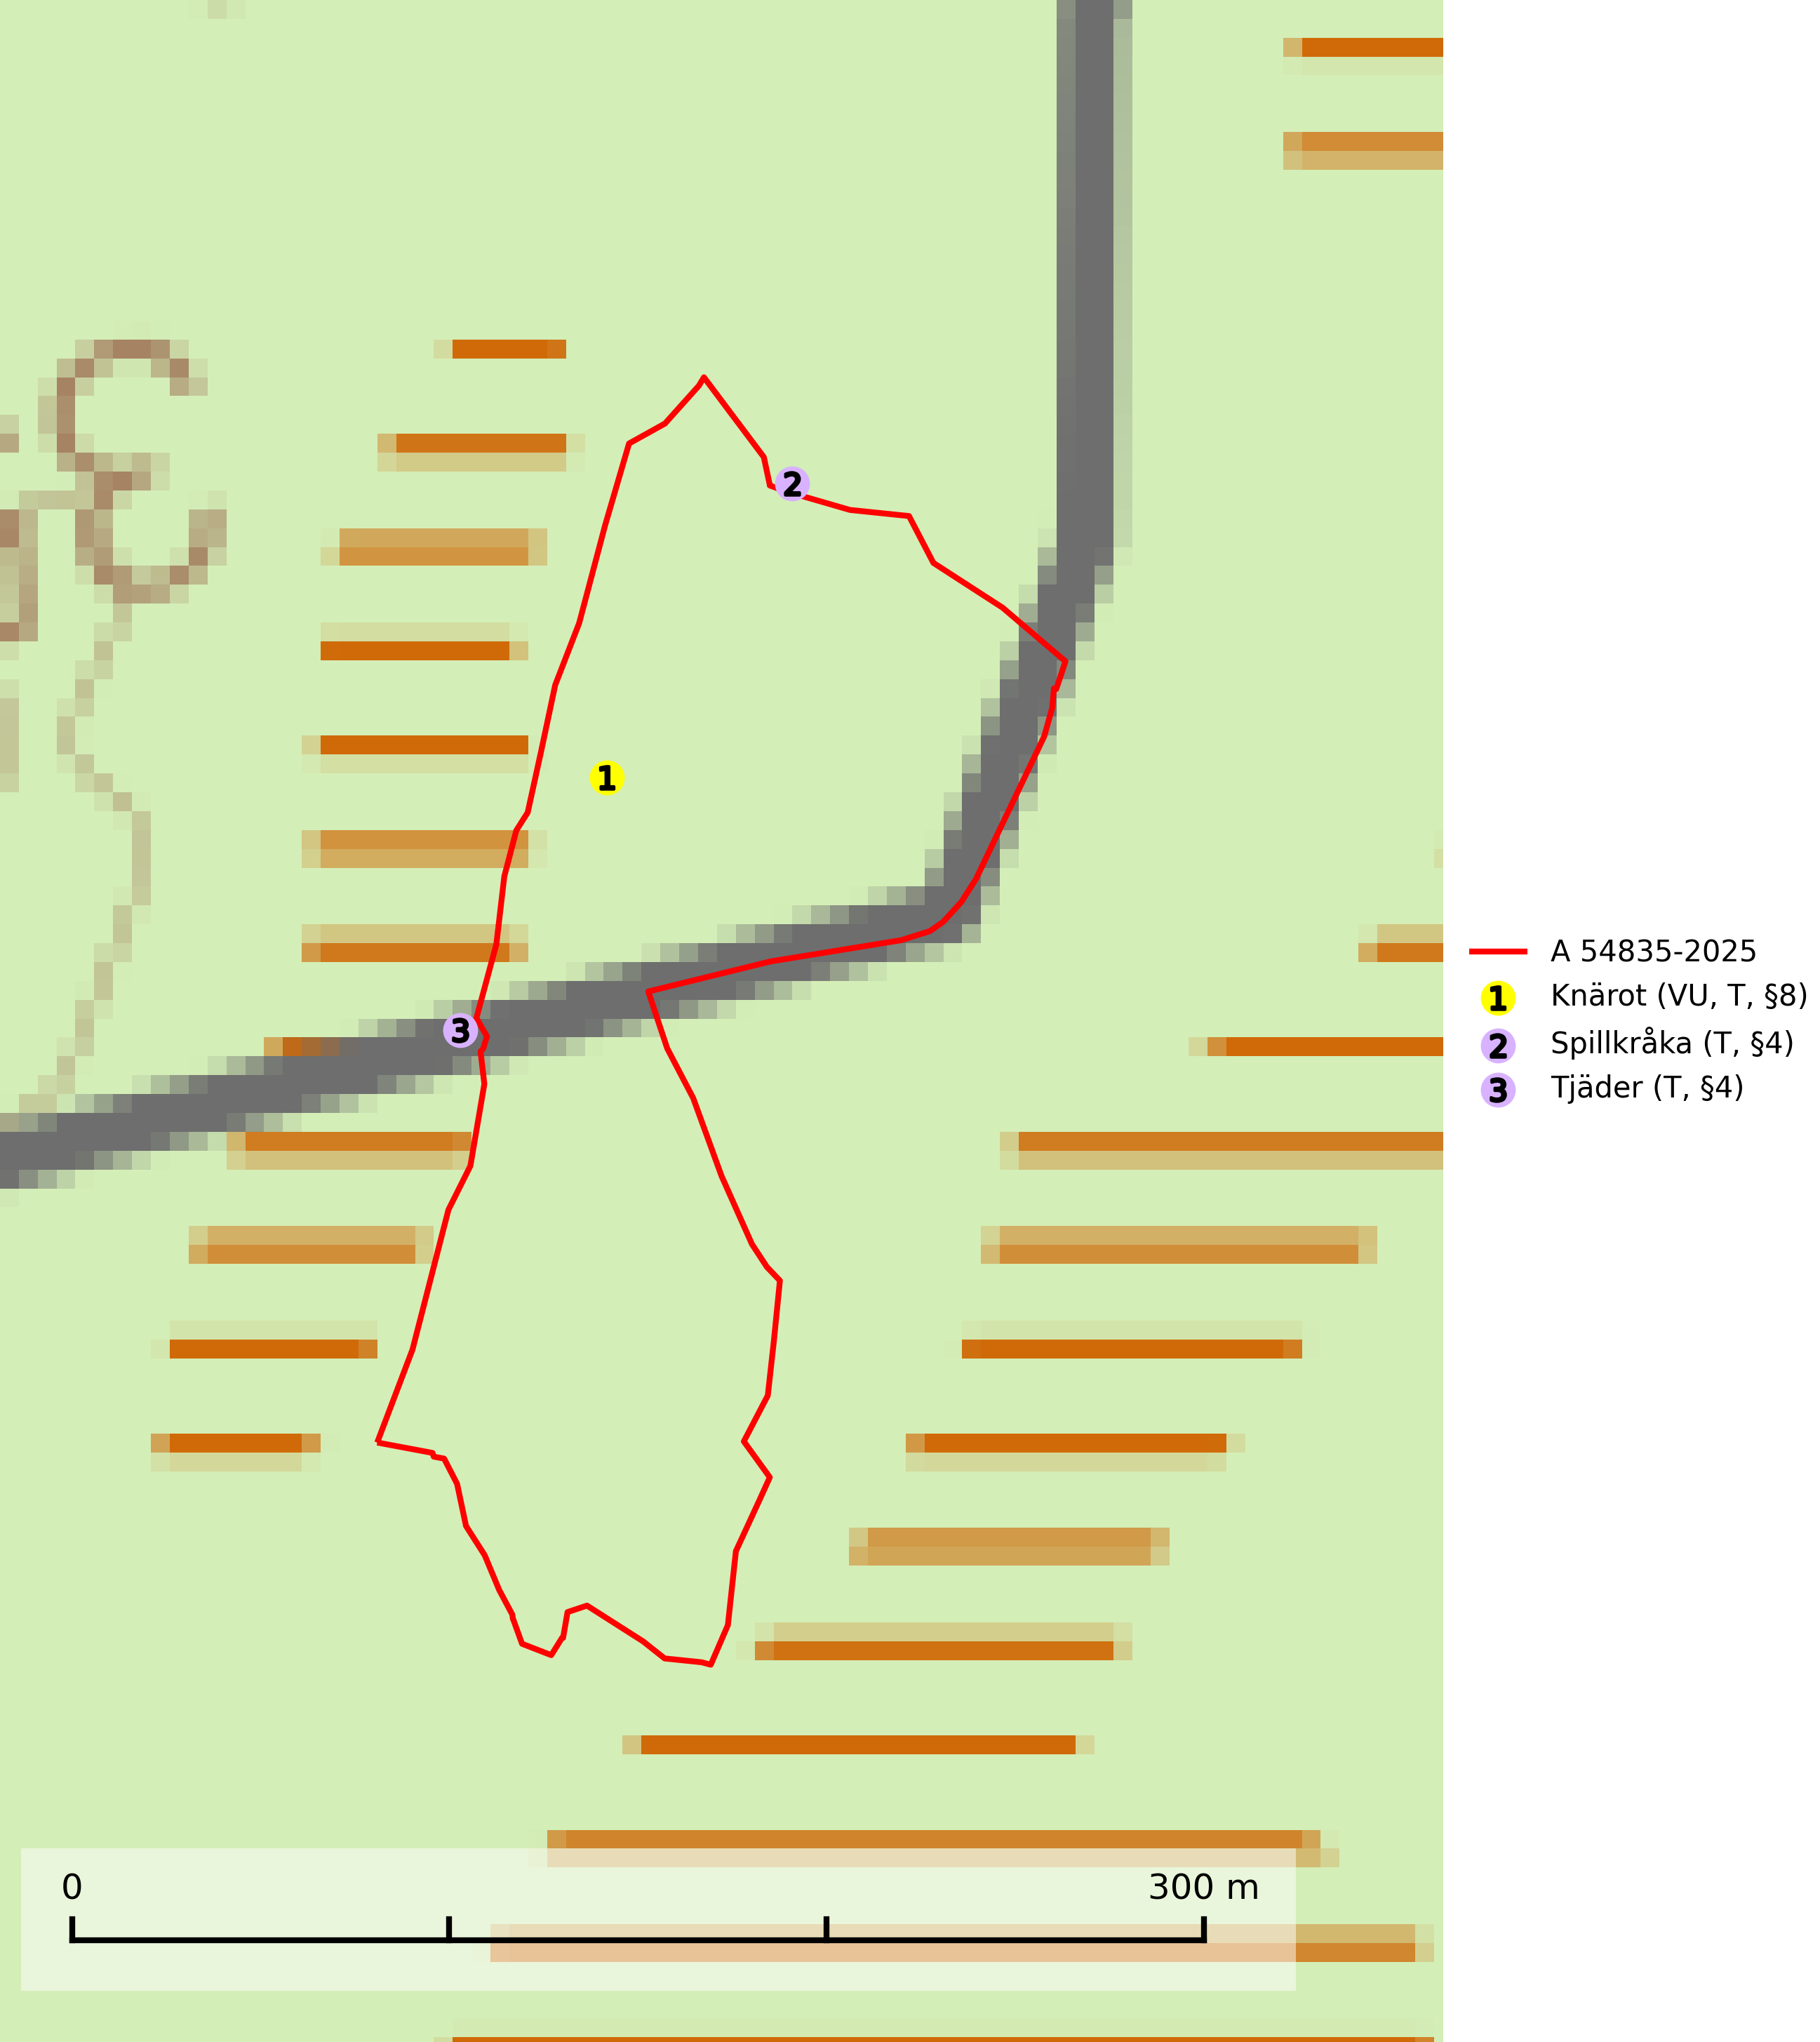 2
1
3
A 54835-2025
1 Knärot (VU, T, §8)
2 Spillkråka (T, §4)
3 Tjäder (T, §4)
0 300 m